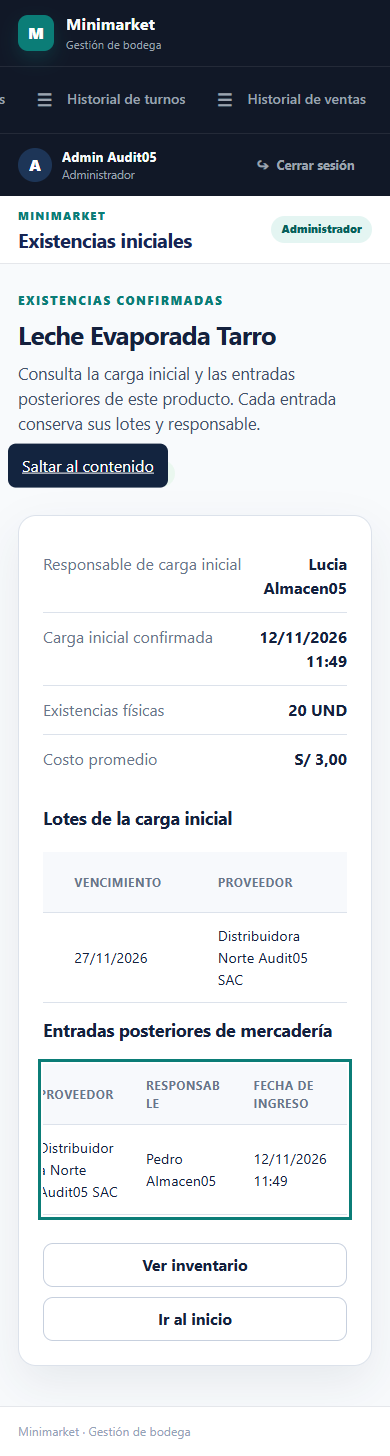 M
Minimarket
Gestión de bodega
s
Historial de turnos
Historial de ventas
A
Admin Audit05
Administrador
Cerrar sesión
MINIMARKET
Existencias iniciales
Administrador
EXISTENCIAS CONFIRMADAS
Leche Evaporada Tarro
Consulta la carga inicial y las entradas
posteriores de este producto. Cada entrada
conserva sus lotes y responsable.
Saltar al contenido
Responsable de carga inicial
Lucia
Almacen05
Carga inicial confirmada
12/11/2026
11:49
Existencias físicas
20 UND
Costo promedio
S/ 3,00
Lotes de la carga inicial
VENCIMIENTO
PROVEEDOR
27/11/2026
Distribuidora
Norte Audit05
SAC
Entradas posteriores de mercadería
PROVEEDOR
RESPONSAB
LE
FECHA DE
INGRESO
Distribuidor
a Norte
Audit05 SAC
Pedro
Almacen05
12/11/2026
11:49
Ver inventario
Ir al inicio
Minimarket · Gestión de bodega